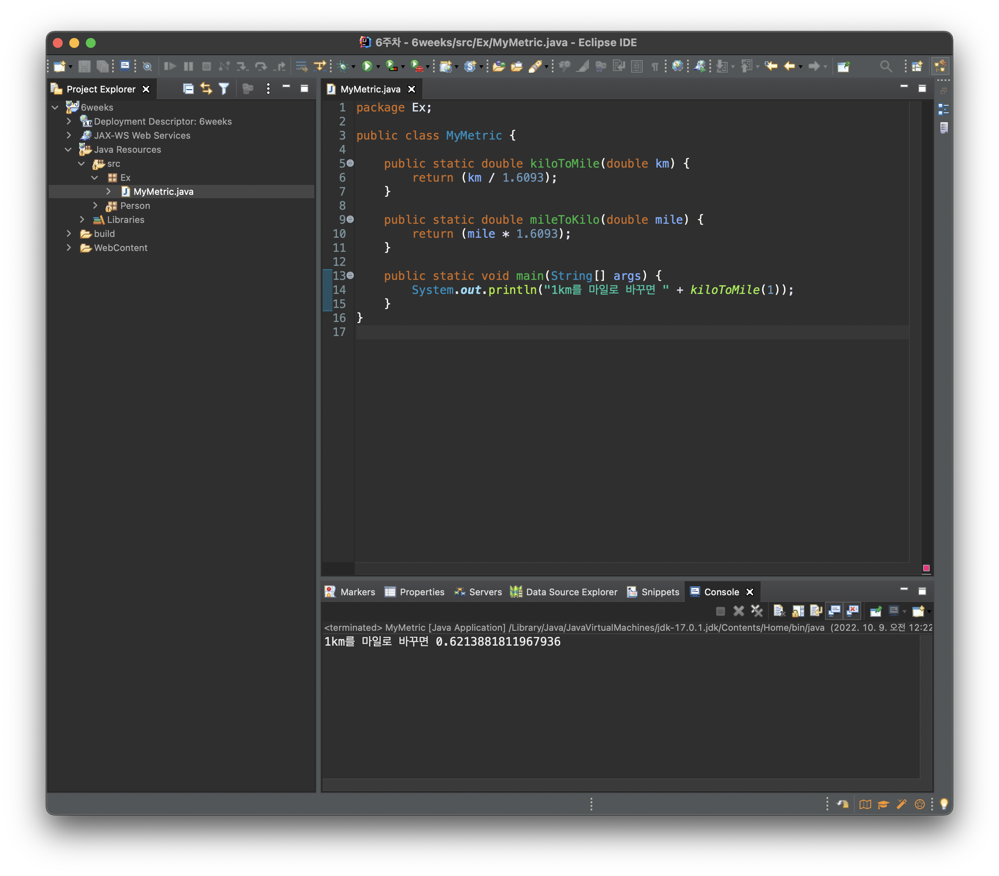 6주차 - 6weeks/src/Ex/MyMetric.java - Eclipse IDE
Project Explorer
6weeks
Deployment Descriptor: 6weeks
JAX-WS Web Services
Java Resources
src
Ex
MyMetric.java
Person
Libraries
build
WebContent
MyMetric.java
1 package Ex;
2
3 public class MyMetric {
4
5 public static double kiloToMile(double km) {
6 return (km / 1.6093);
7 }
8
9 public static double mileToKilo(double mile) {
10 return (mile * 1.6093);
11 }
12
13 public static void main(String[] args) {
14 System.out.println("1km를 마일로 바꾸면 " + kiloToMile(1));
15 }
16 }
17
Markers Properties Servers Data Source Explorer Snippets Console
<terminated> MyMetric [Java Application] /Library/Java/JavaVirtualMachines/jdk-17.0.1.jdk/Contents/Home/bin/java (2022. 10. 9. 오전 12:22
1km를 마일로 바꾸면 0.6213881811967936